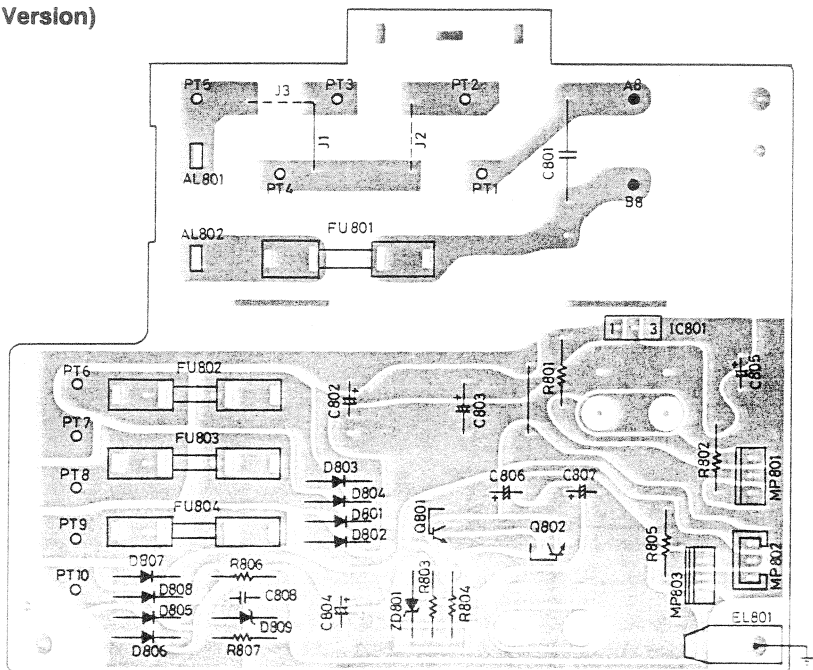 Version)
PT5
J3
PT3
PT2
A8
J1
J2
C801
AL801
PT4
PT1
B8
AL802
FU801
1 3 IC801
PT6
FU802
C802
C803
R801
C805
PT7
FU803
R802
MP801
PT8
D803
C806
C807
D804
FU804
D801
Q801
Q802
PT9
D802
R805
MP802
D807
R806
PT10
D808
C808
C804
ZD801
R803
R804
MP803
D805
D809
EL801
D806
R807